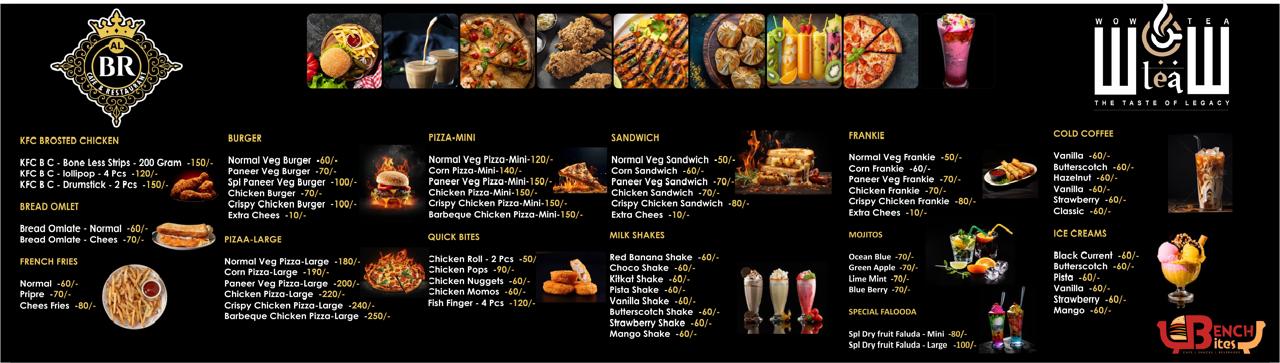 AL
BR
CAFE & RESTAURANT
WOW TEA
tea
THE TASTE OF LEGACY
KFC BROSTED CHICKEN
KFC B C - Bone Less Strips - 200 Gram -150/-
KFC B C - lollipop - 4 Pcs -120/-
KFC B C - Drumstick - 2 Pcs -150/-
BREAD OMLET
Bread Omlate - Normal -60/-
Bread Omlate - Chees -70/-
FRENCH FRIES
Normal -60/-
Pripre -70/-
Chees Fries -80/-
BURGER
Normal Veg Burger -60/-
Paneer Veg Burger -70/-
Spl Paneer Veg Burger -100/-
Chicken Burger -70/-
Crispy Chicken Burger -100/-
Extra Chees -10/-
PIZAA-LARGE
Normal Veg Pizza-Large -180/-
Corn Pizza-Large -190/-
Paneer Veg Pizza-Large -200/-
Chicken Pizza-Large -220/-
Crispy Chicken Pizza-Large -240/-
Barbeque Chicken Pizza-Large -250/-
PIZZA-MINI
Normal Veg Pizza-Mini-120/-
Corn Pizza-Mini-140/-
Paneer Veg Pizza-Mini-150/-
Chicken Pizza-Mini-150/-
Crispy Chicken Pizza-Mini-150/-
Barbeque Chicken Pizza-Mini-150/-
QUICK BITES
Chicken Roll - 2 Pcs -50/
Chicken Pops -90/-
Chicken Nuggets -60/-
Chicken Momos -60/-
Fish Finger - 4 Pcs -120/-
SANDWICH
Normal Veg Sandwich -50/-
Corn Sandwich -60/-
Paneer Veg Sandwich -70/-
Chicken Sandwich -70/-
Crispy Chicken Sandwich -80/-
Extra Chees -10/-
MILK SHAKES
Red Banana Shake -60/-
Choco Shake -60/-
Kitkat Shake -60/-
Pista Shake -60/-
Vanilla Shake -60/-
Butterscotch Shake -60/-
Strawberry Shake -60/-
Mango Shake -60/-
FRANKIE
Normal Veg Frankie -50/-
Corn Frankie -60/-
Paneer Veg Frankie -70/-
Chicken Frankie -70/-
Crispy Chicken Frankie -80/-
Extra Chees -10/-
MOJITOS
Ocean Blue -70/-
Green Apple -70/-
Lime Mint -70/-
Blue Berry -70/-
SPECIAL FALOODA
Spl Dry fruit Faluda - Mini -80/-
Spl Dry fruit Faluda - Large -100/-
COLD COFFEE
Vanilla -60/-
Butterscotch -60/-
Hazelnut -60/-
Vanilla -60/-
Strawberry -60/-
Classic -60/-
ICE CREAMS
Black Current -60/-
Butterscotch -60/-
Pista -60/-
Vanilla -60/-
Strawberry -60/-
Mango -60/-
BENCH
Bites